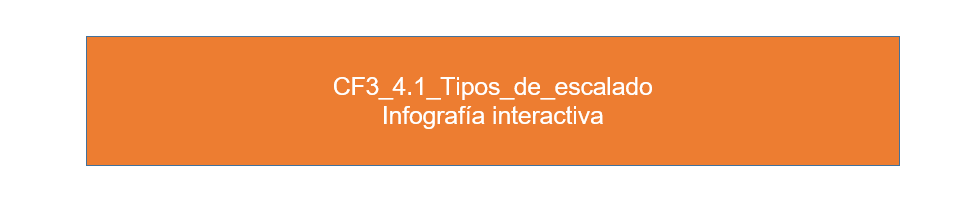 CF3_4.1_Tipos_de_escalado
Infografía interactiva